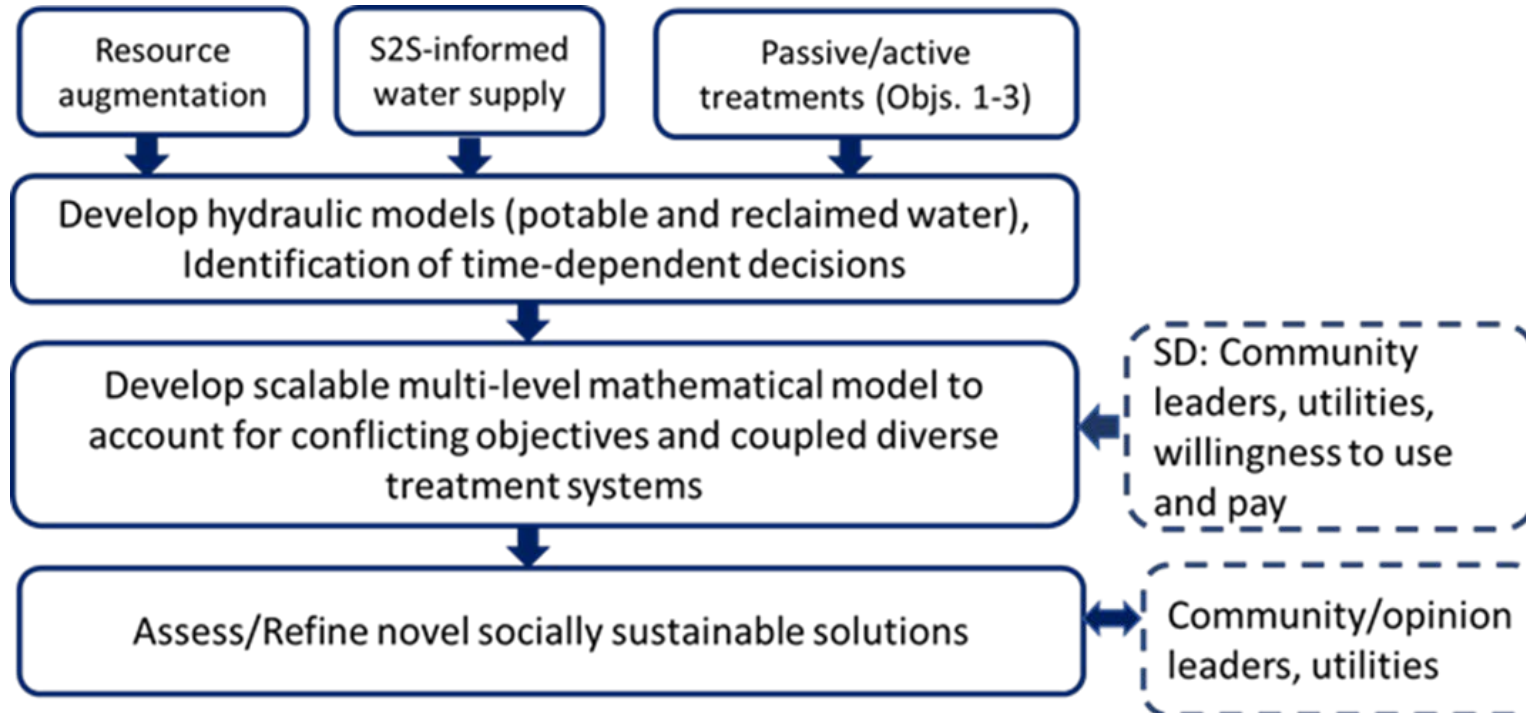 Resource
augmentation
S2S-informed
water supply
Passive/active
treatments (Objs. 1-3)
Develop hydraulic models (potable and reclaimed water),
Identification of time-dependent decisions
Develop scalable multi-level mathematical model to
account for conflicting objectives and coupled diverse
treatment systems
SD: Community
leaders, utilities,
willingness to use
and pay
Assess/Refine novel socially sustainable solutions
Community/opinion
leaders, utilities